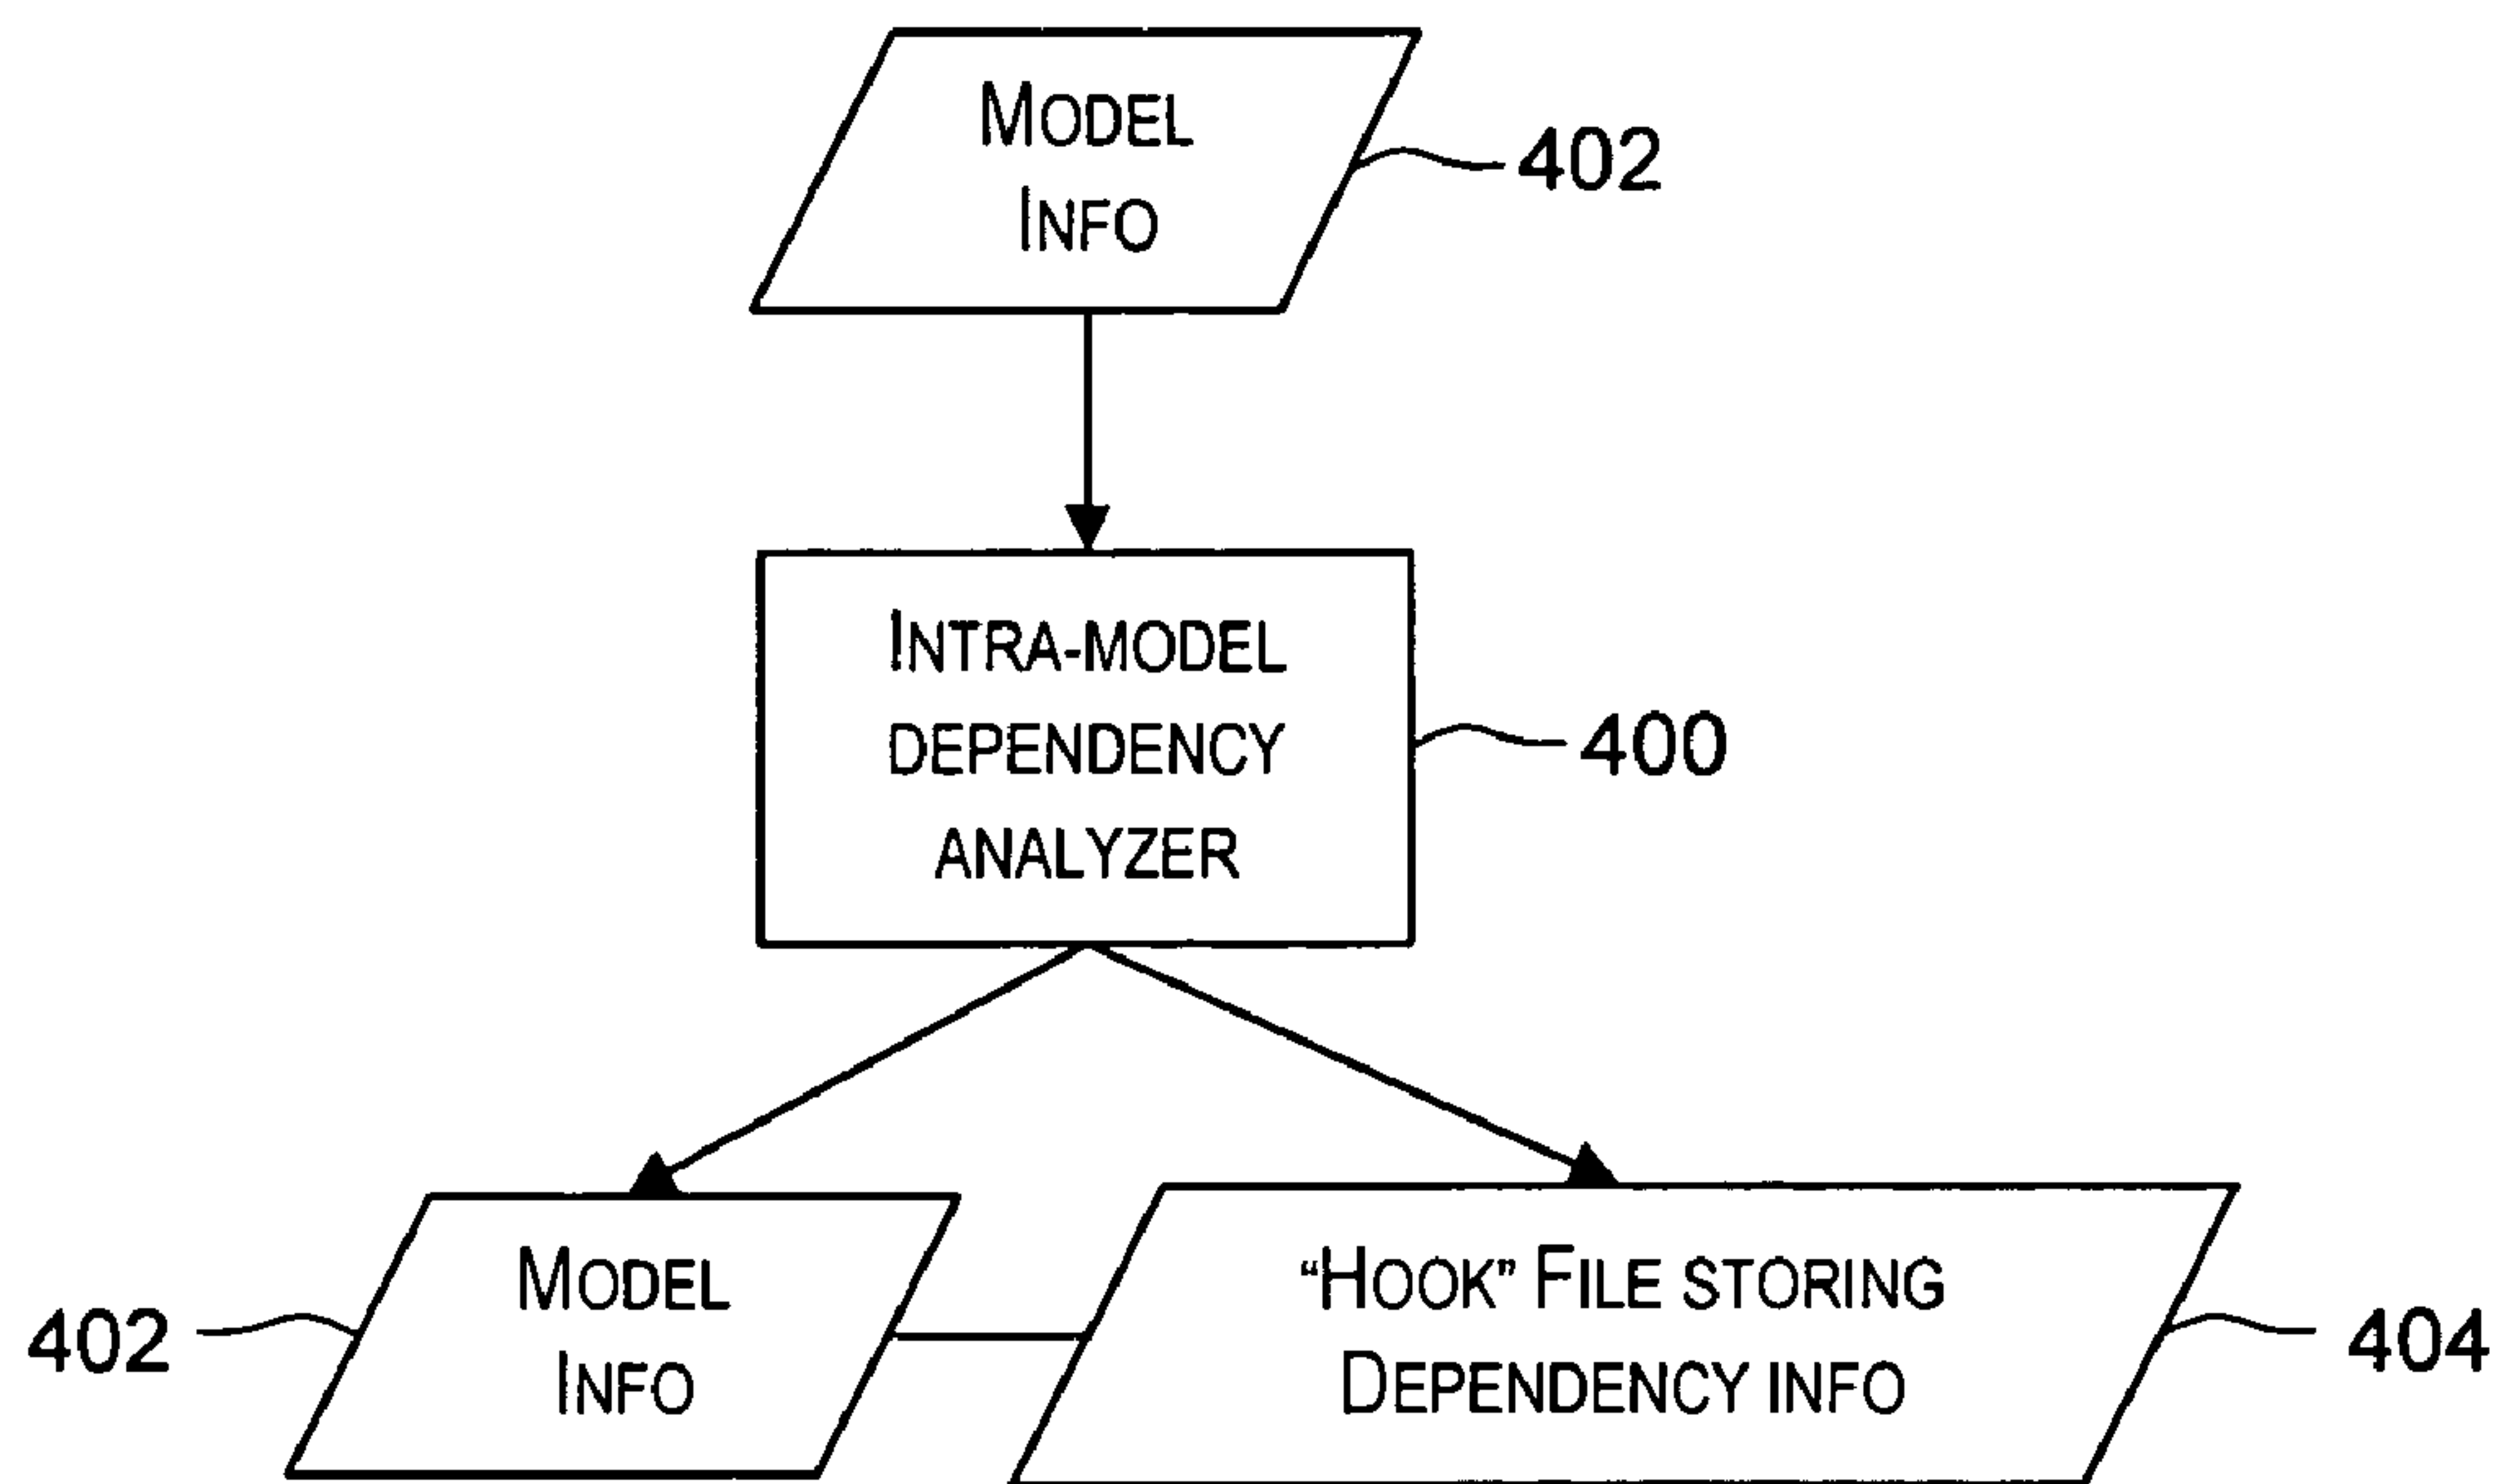 MODEL
INFO
402
INTRA-MODEL
DEPENDENCY
ANALYZER
400
MODEL
INFO
402
“HOOK” FILE STORING
DEPENDENCY INFO
404